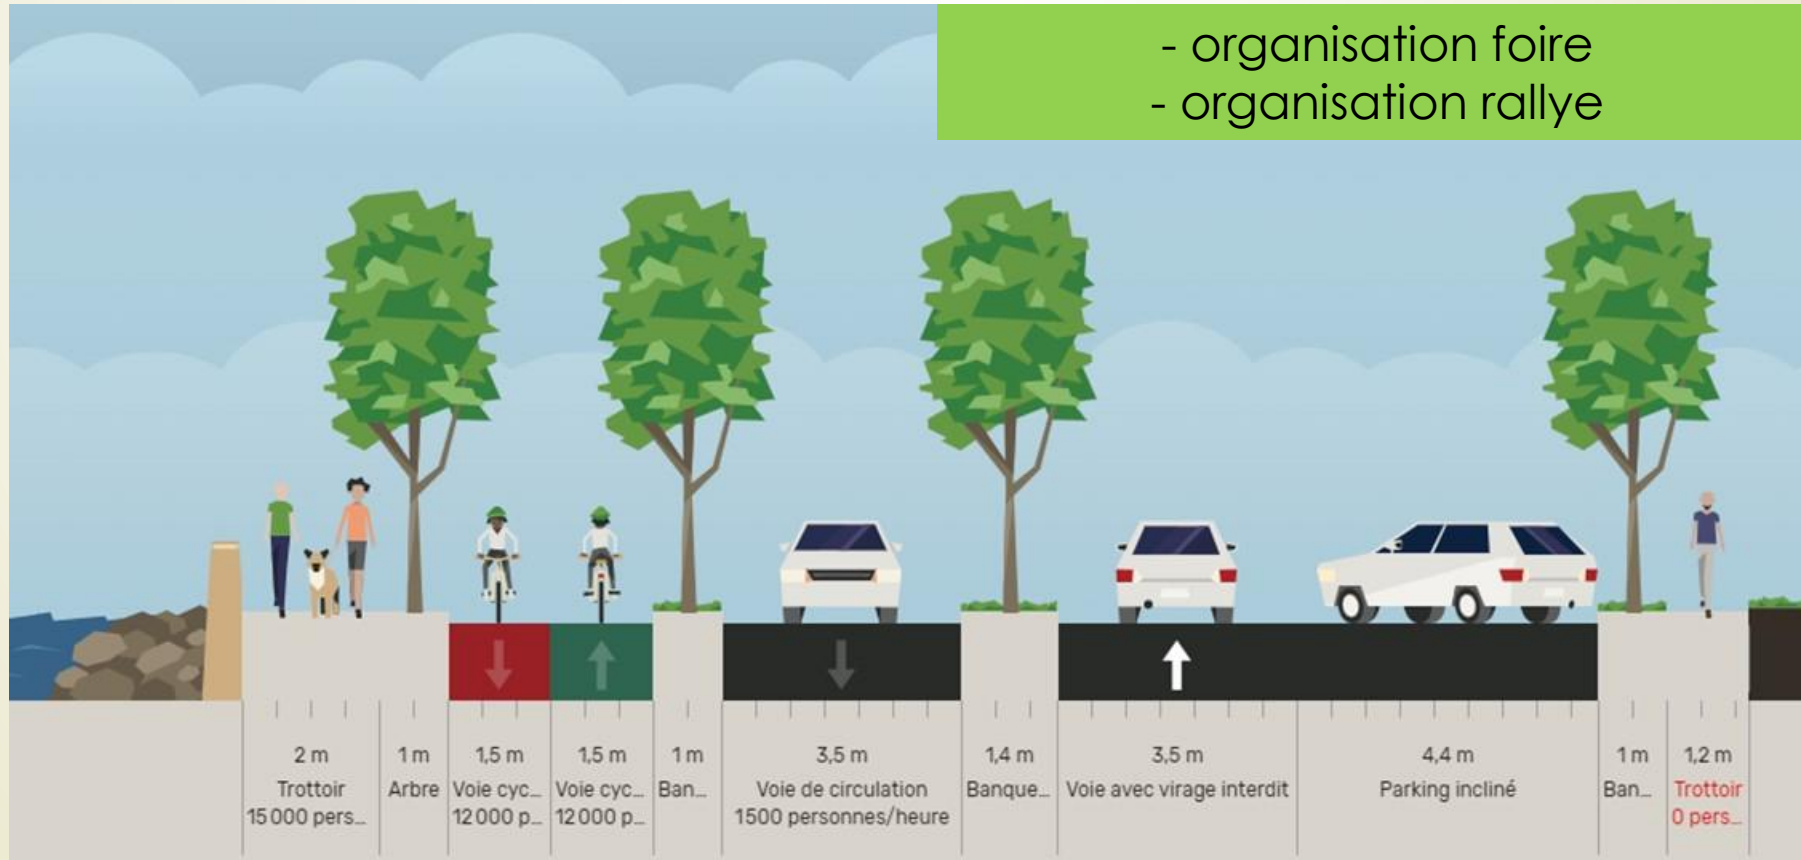 - organisation foire
- organisation rallye
2 m
Trottoir
15 000 pers...
1 m
Arbre
1,5 m
Voie cyc...
12 000 p...
1,5 m
Voie cyc...
12 000 p...
1 m
Ban...
3,5 m
Voie de circulation
1500 personnes/heure
1,4 m
Banque...
3,5 m
Voie avec virage interdit
4,4 m
Parking incliné
1 m
Ban...
1,2 m
Trottoir
0 pers...